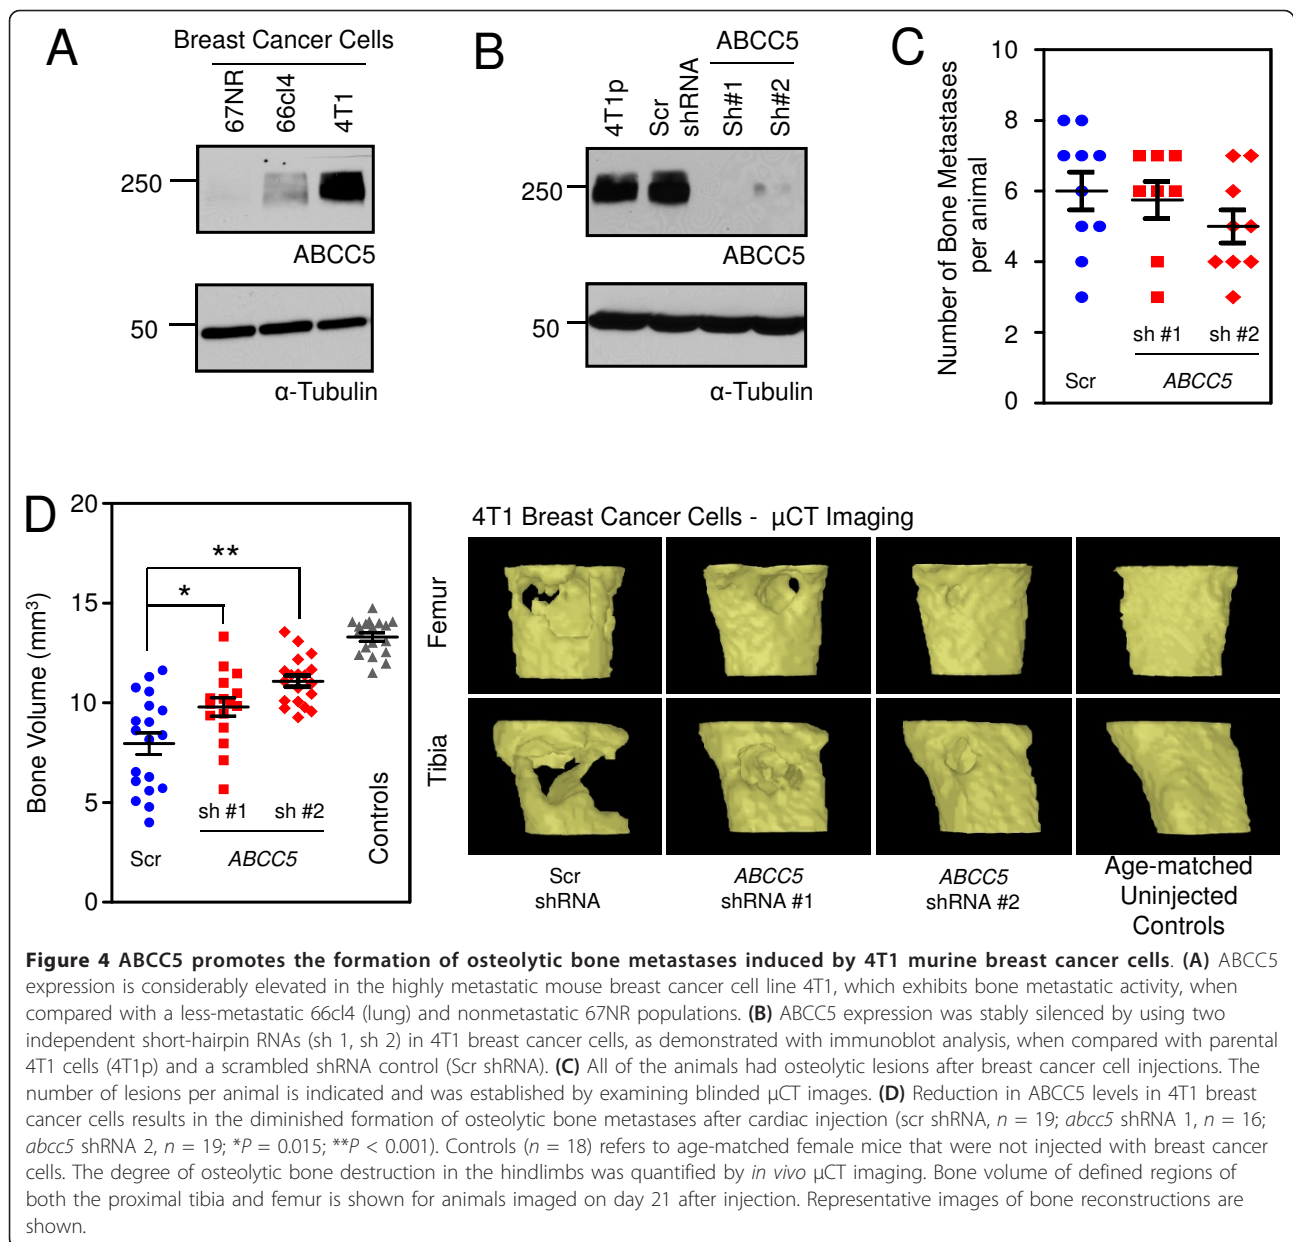 A
Breast Cancer Cells
67NR
66cl4
4T1
250
ABCC5
50
α-Tubulin
B
ABCC5
4T1p
Scr
shRNA
Sh#1
Sh#2
250
ABCC5
50
α-Tubulin
C
Number of Bone Metastases
per animal
10
8
6
4
2
0
sh #1
sh #2
Scr
ABCC5
D
Bone Volume (mm³)
20
15
10
5
0
**
*
sh #1
sh #2
Scr
ABCC5
Controls
4T1 Breast Cancer Cells - µCT Imaging
Femur
Tibia
Scr
shRNA
ABCC5
shRNA #1
ABCC5
shRNA #2
Age-matched
Uninjected
Controls
Figure 4 ABCC5 promotes the formation of osteolytic bone metastases induced by 4T1 murine breast cancer cells. (A) ABCC5
expression is considerably elevated in the highly metastatic mouse breast cancer cell line 4T1, which exhibits bone metastatic activity, when
compared with a less-metastatic 66cl4 (lung) and nonmetastatic 67NR populations. (B) ABCC5 expression was stably silenced by using two
independent short-hairpin RNAs (sh 1, sh 2) in 4T1 breast cancer cells, as demonstrated with immunoblot analysis, when compared with parental
4T1 cells (4T1p) and a scrambled shRNA control (Scr shRNA). (C) All of the animals had osteolytic lesions after breast cancer cell injections. The
number of lesions per animal is indicated and was established by examining blinded µCT images. (D) Reduction in ABCC5 levels in 4T1 breast
cancer cells results in the diminished formation of osteolytic bone metastases after cardiac injection (scr shRNA, n = 19; abcc5 shRNA 1, n = 16;
abcc5 shRNA 2, n = 19; *P = 0.015; **P < 0.001). Controls (n = 18) refers to age-matched female mice that were not injected with breast cancer
cells. The degree of osteolytic bone destruction in the hindlimbs was quantified by in vivo µCT imaging. Bone volume of defined regions of
both the proximal tibia and femur is shown for animals imaged on day 21 after injection. Representative images of bone reconstructions are
shown.